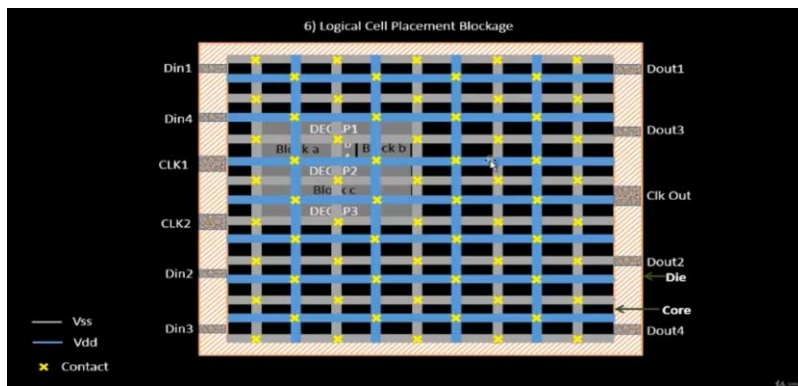 6) Logical Cell Placement Blockage
Din1
Dout1
Din4
DECAP1
Dout3
Block a
Block b
CLK1
DECAP2
Block c
Clk Out
DECAP3
CLK2
Dout2
Din2
Die
Core
Vss
Din3
Dout4
Vdd
Contact